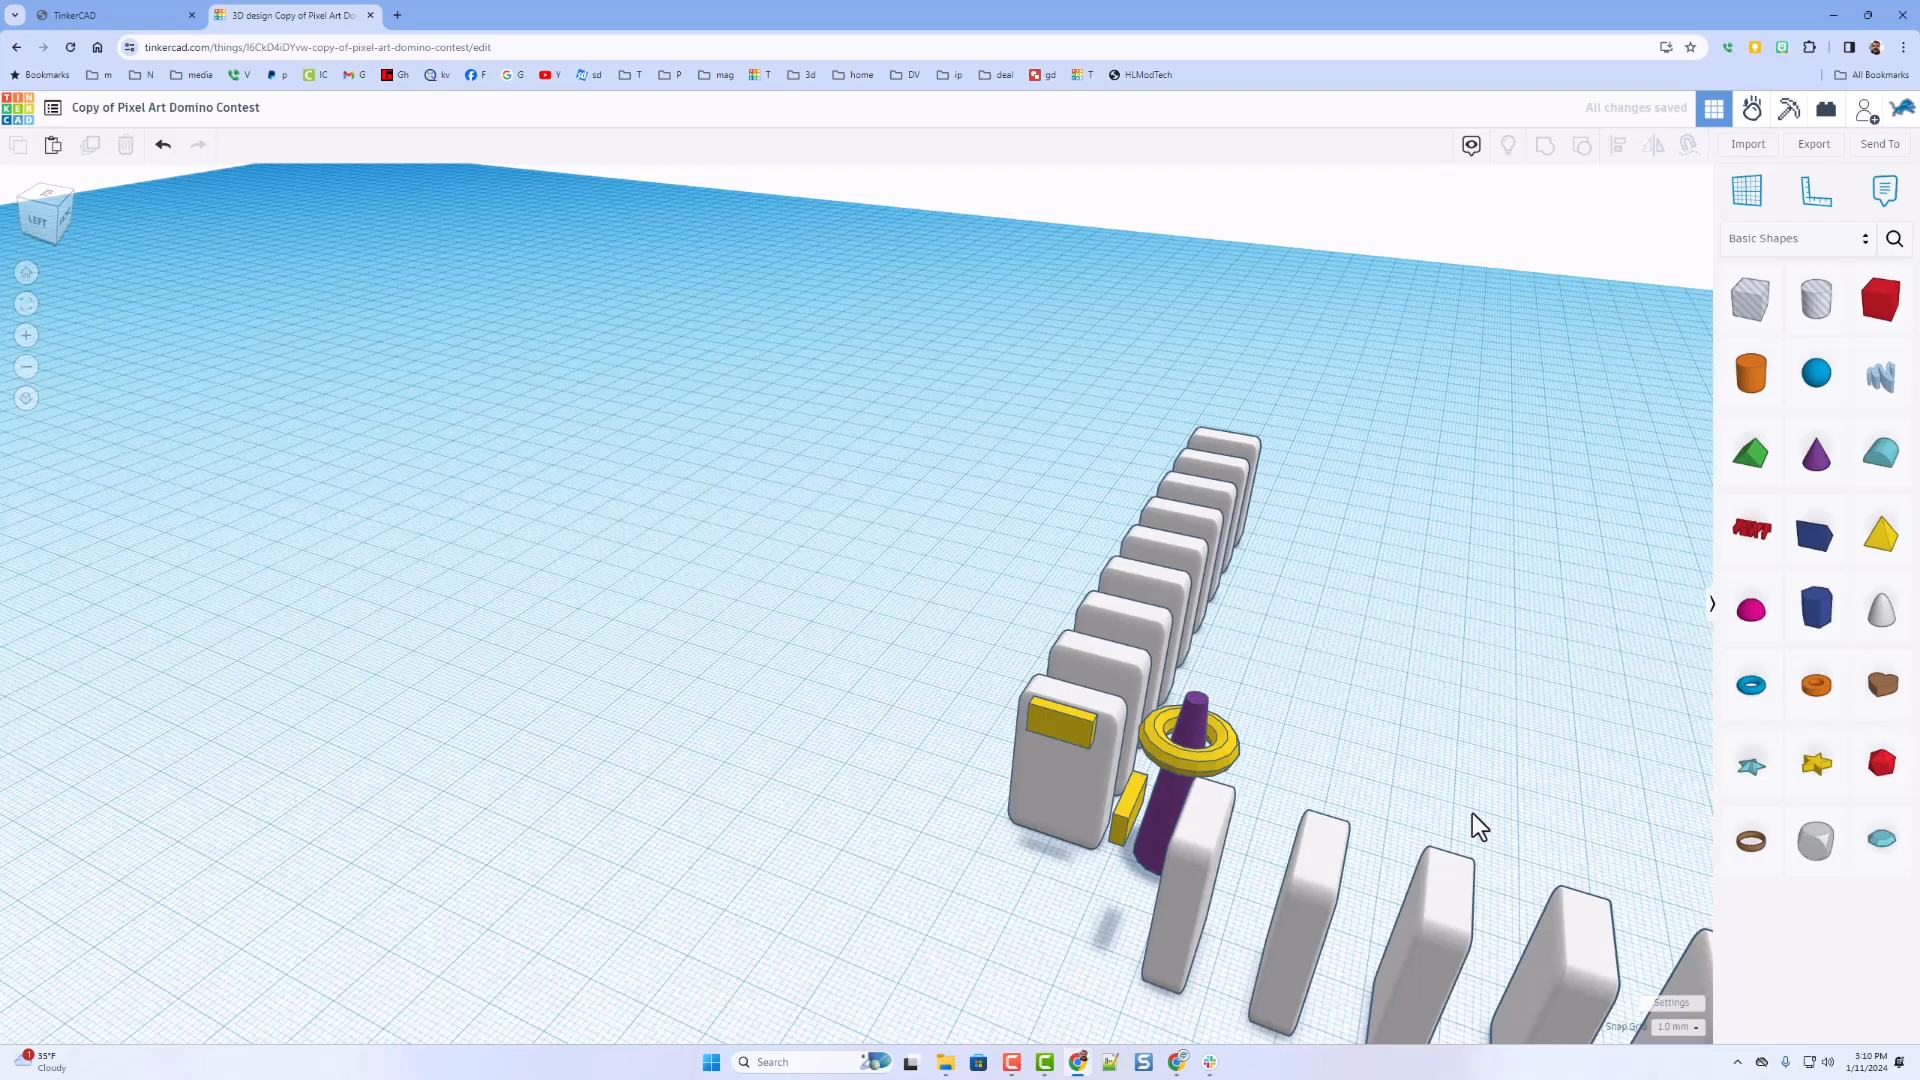 TinkerCAD
3D design Copy of Pixel Art Do
tinkercad.com/things/l6CkD4iDYvw-copy-of-pixel-art-domino-contest/edit
Bookmarks m N media V p IC G Gh kv F G Y sd T P mag T 3d home DV ip deal gd T HLModTech All Bookmarks
TIN KER CAD
Copy of Pixel Art Domino Contest
All changes saved
Import Export Send To
LEFT
Basic Shapes
TEXT
Settings
Snap Grid 1.0 mm
1
35°F
Cloudy
Search
3:10 PM
1/11/2024